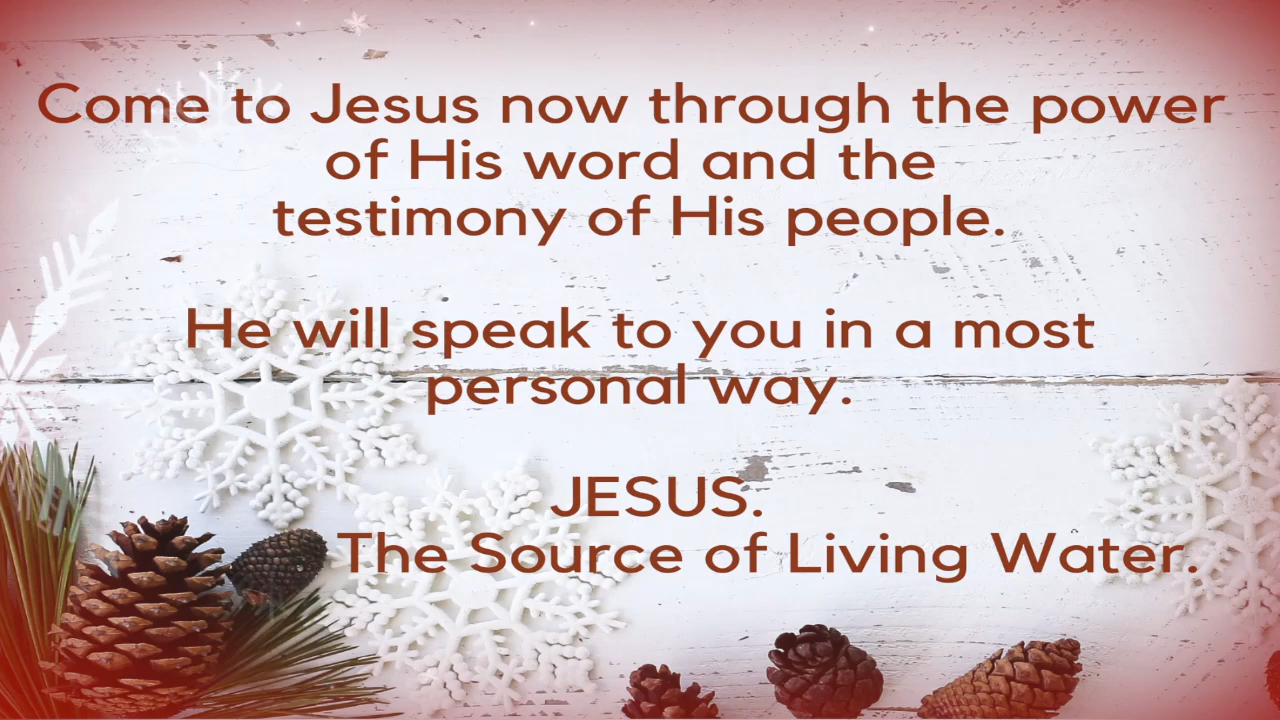 Come to Jesus now through the power
of His word and the
testimony of His people.
He will speak to you in a most
personal way.
JESUS.
The Source of Living Water.